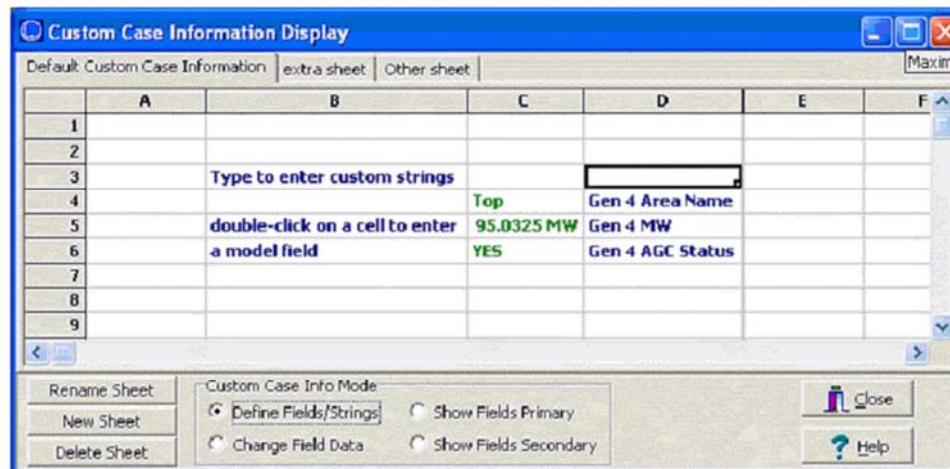 Custom Case Information Display
Default Custom Case Information extra sheet Other sheet
Maxim
A B C D E F
1
2
3 Type to enter custom strings
4 Top Gen 4 Area Name
5 double-click on a cell to enter 95.0325 MW Gen 4 MW
6 a model field YES Gen 4 AGC Status
7
8
9
Rename Sheet
New Sheet
Delete Sheet
Custom Case Info Mode
Define Fields/Strings Show Fields Primary
Change Field Data Show Fields Secondary
Close
? Help